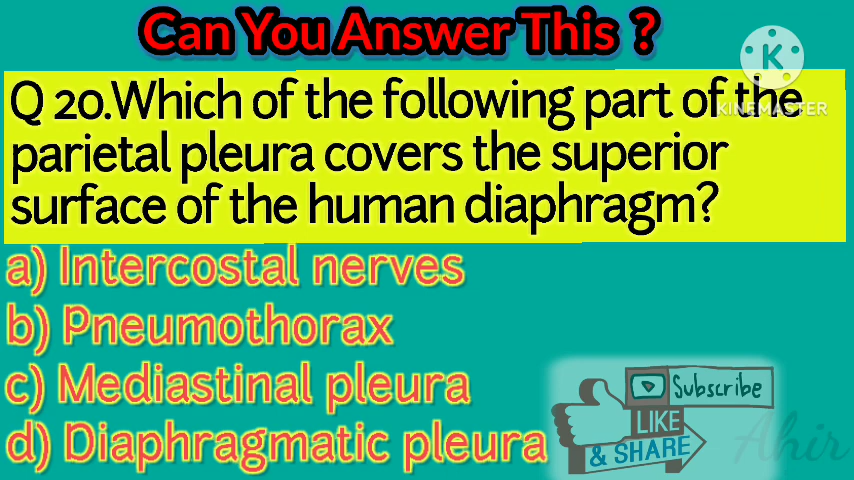 Can You Answer This ?
Q 20.Which of the following part of the
KINEMASTER
parietal pleura covers the superior
surface of the human diaphragm?
a) Intercostal nerves
b) Pneumothorax
c) Mediastinal pleura
d) Diaphragmatic pleura
Subscribe
LIKE
& SHARE
Ahir